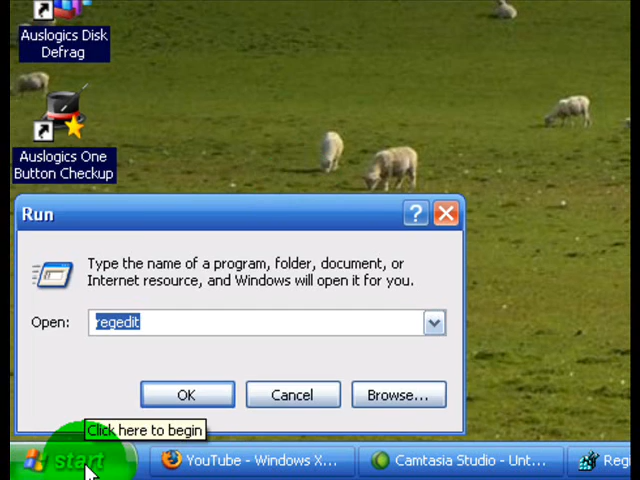 Auslogics Disk
Defrag
Auslogics One
Button Checkup
Run
Type the name of a program, folder, document, or
Internet resource, and Windows will open it for you.
Open:
regedit
OK
Cancel
Browse...
Click here to begin
start
YouTube - Windows X...
Camtasia Studio - Unt...
Regi